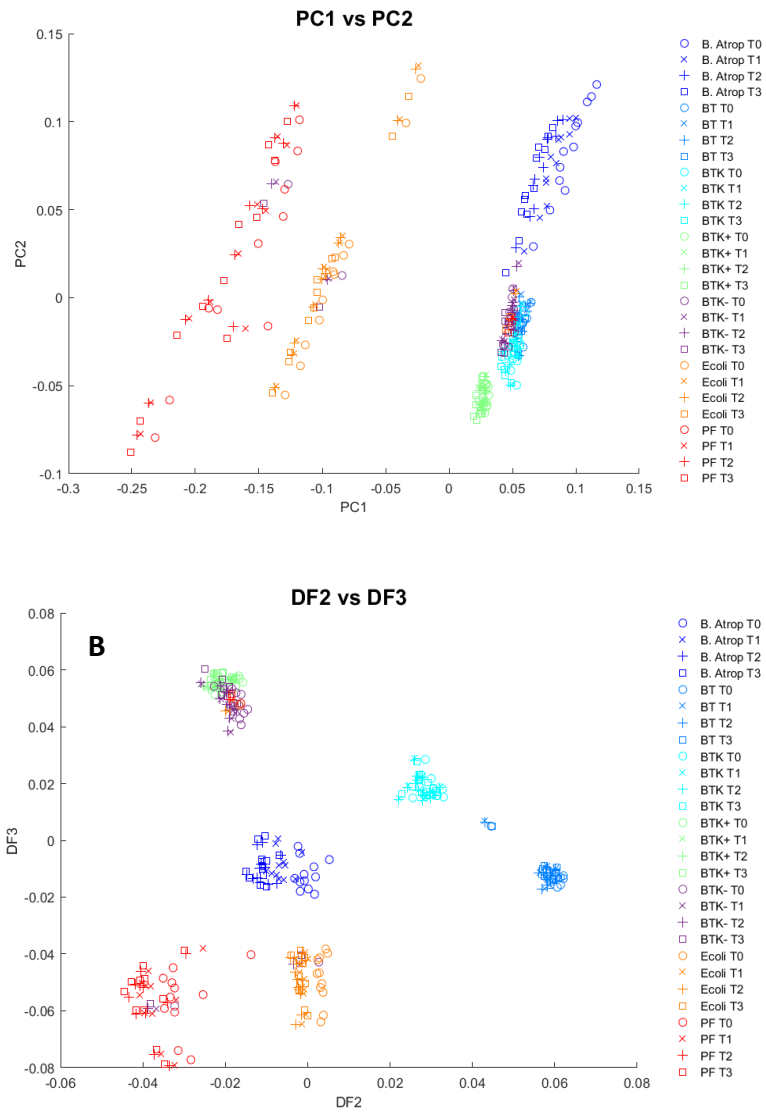 PC1 vs PC2
0.15
0.1
0.05
0
-0.05
-0.1
PC2
-0.3
-0.25
-0.2
-0.15
-0.1
-0.05
0
0.05
0.1
0.15
PC1
B. Atrop T0
B. Atrop T1
B. Atrop T2
B. Atrop T3
BT T0
BT T1
BT T2
BT T3
BTK T0
BTK T1
BTK T2
BTK T3
BTK+ T0
BTK+ T1
BTK+ T2
BTK+ T3
BTK- T0
BTK- T1
BTK- T2
BTK- T3
Ecoli T0
Ecoli T1
Ecoli T2
Ecoli T3
PF T0
PF T1
PF T2
PF T3
DF2 vs DF3
B
0.08
0.06
0.04
0.02
0
-0.02
-0.04
-0.06
-0.08
DF3
-0.06
-0.04
-0.02
0
0.02
0.04
0.06
0.08
DF2
B. Atrop T0
B. Atrop T1
B. Atrop T2
B. Atrop T3
BT T0
BT T1
BT T2
BT T3
BTK T0
BTK T1
BTK T2
BTK T3
BTK+ T0
BTK+ T1
BTK+ T2
BTK+ T3
BTK- T0
BTK- T1
BTK- T2
BTK- T3
Ecoli T0
Ecoli T1
Ecoli T2
Ecoli T3
PF T0
PF T1
PF T2
PF T3